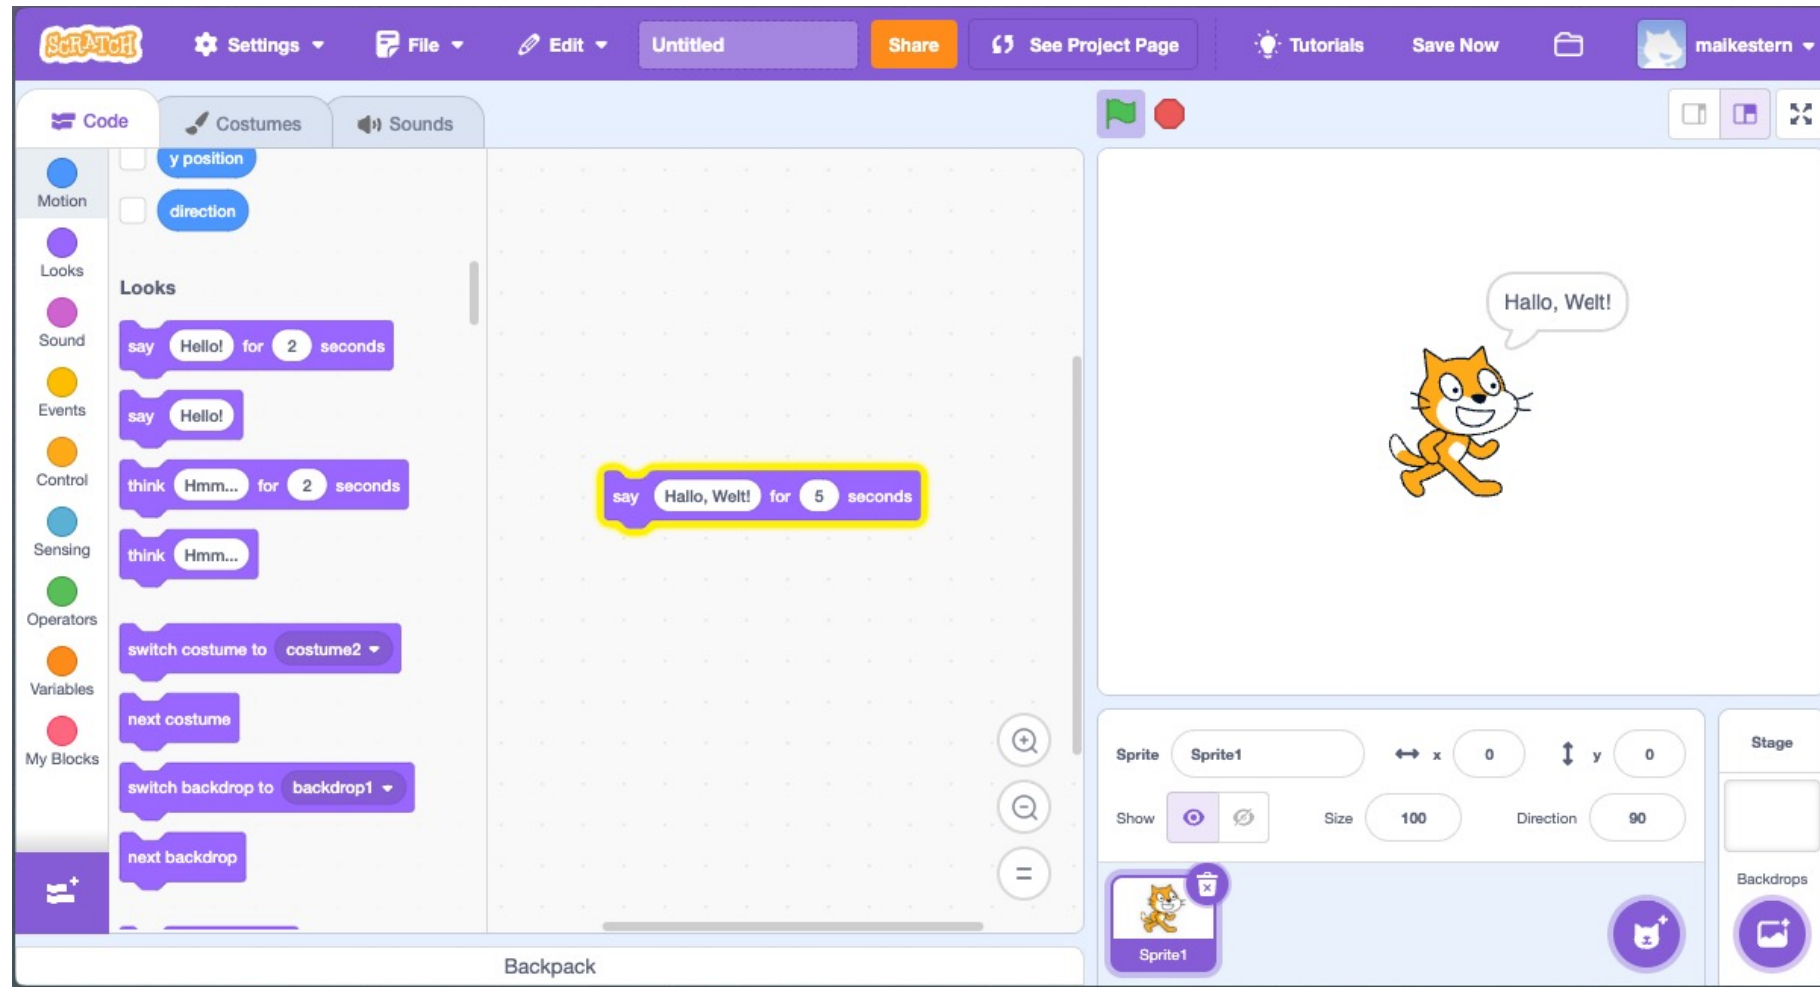 SCRATCH Settings File Edit Untitled Share See Project Page Tutorials Save Now maikestern
Code Costumes Sounds
Motion
Looks
Sound
Events
Control
Sensing
Operators
Variables
My Blocks
y position
direction
Looks
say Hello! for 2 seconds
say Hello!
think Hmm... for 2 seconds
think Hmm...
switch costume to costume2
next costume
switch backdrop to backdrop1
next backdrop
say Hallo, Welt! for 5 seconds
Backpack
Hallo, Welt!
Sprite Sprite1 x 0 y 0
Show Size 100 Direction 90
Sprite1
Stage
Backdrops